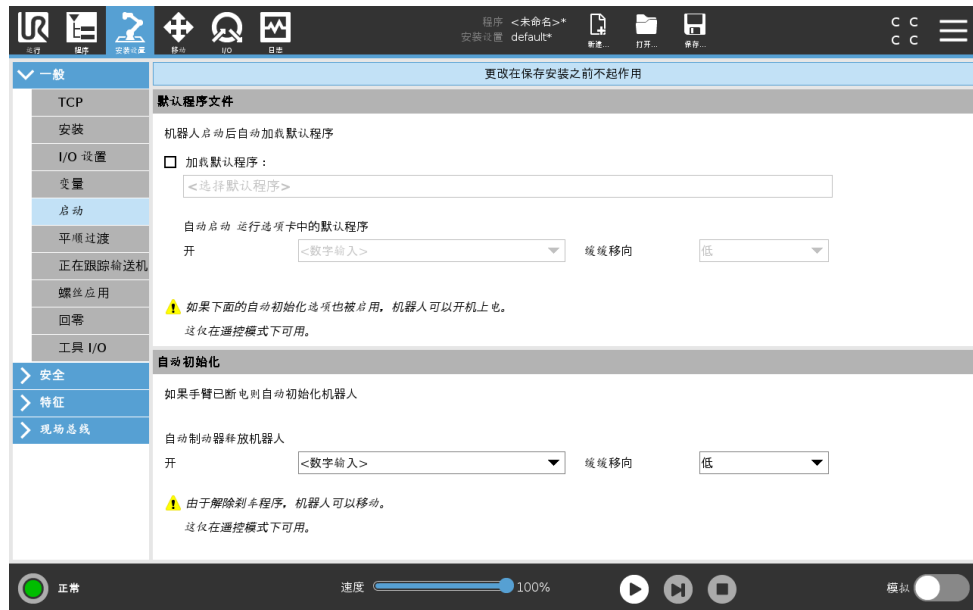 UR
运行
程序
安装设置
移动
I/O
日志
程序 <未命名>*
安装设置 default*
新建...
打开...
保存...
C C
C C
一般
TCP
安装
I/O 设置
变量
启动
平顺过渡
正在跟踪输送机
螺丝应用
回零
工具 I/O
安全
特征
现场总线
更改在保存安装之前不起作用
默认程序文件
机器人启动后自动加载默认程序
加载默认程序：
<选择默认程序>
自动启动 运行选项卡中的默认程序
开 <数字输入> 缓缓移向 低
如果下面的自动初始化选项也被启用，机器人可以开机上电。
这仅在遥控模式下可用。
自动初始化
如果手臂已断电则自动初始化机器人
自动制动器释放机器人
开 <数字输入> 缓缓移向 低
由于解除刹车程序，机器人可以移动。
这仅在遥控模式下可用。
正常
速度 100%
模拟